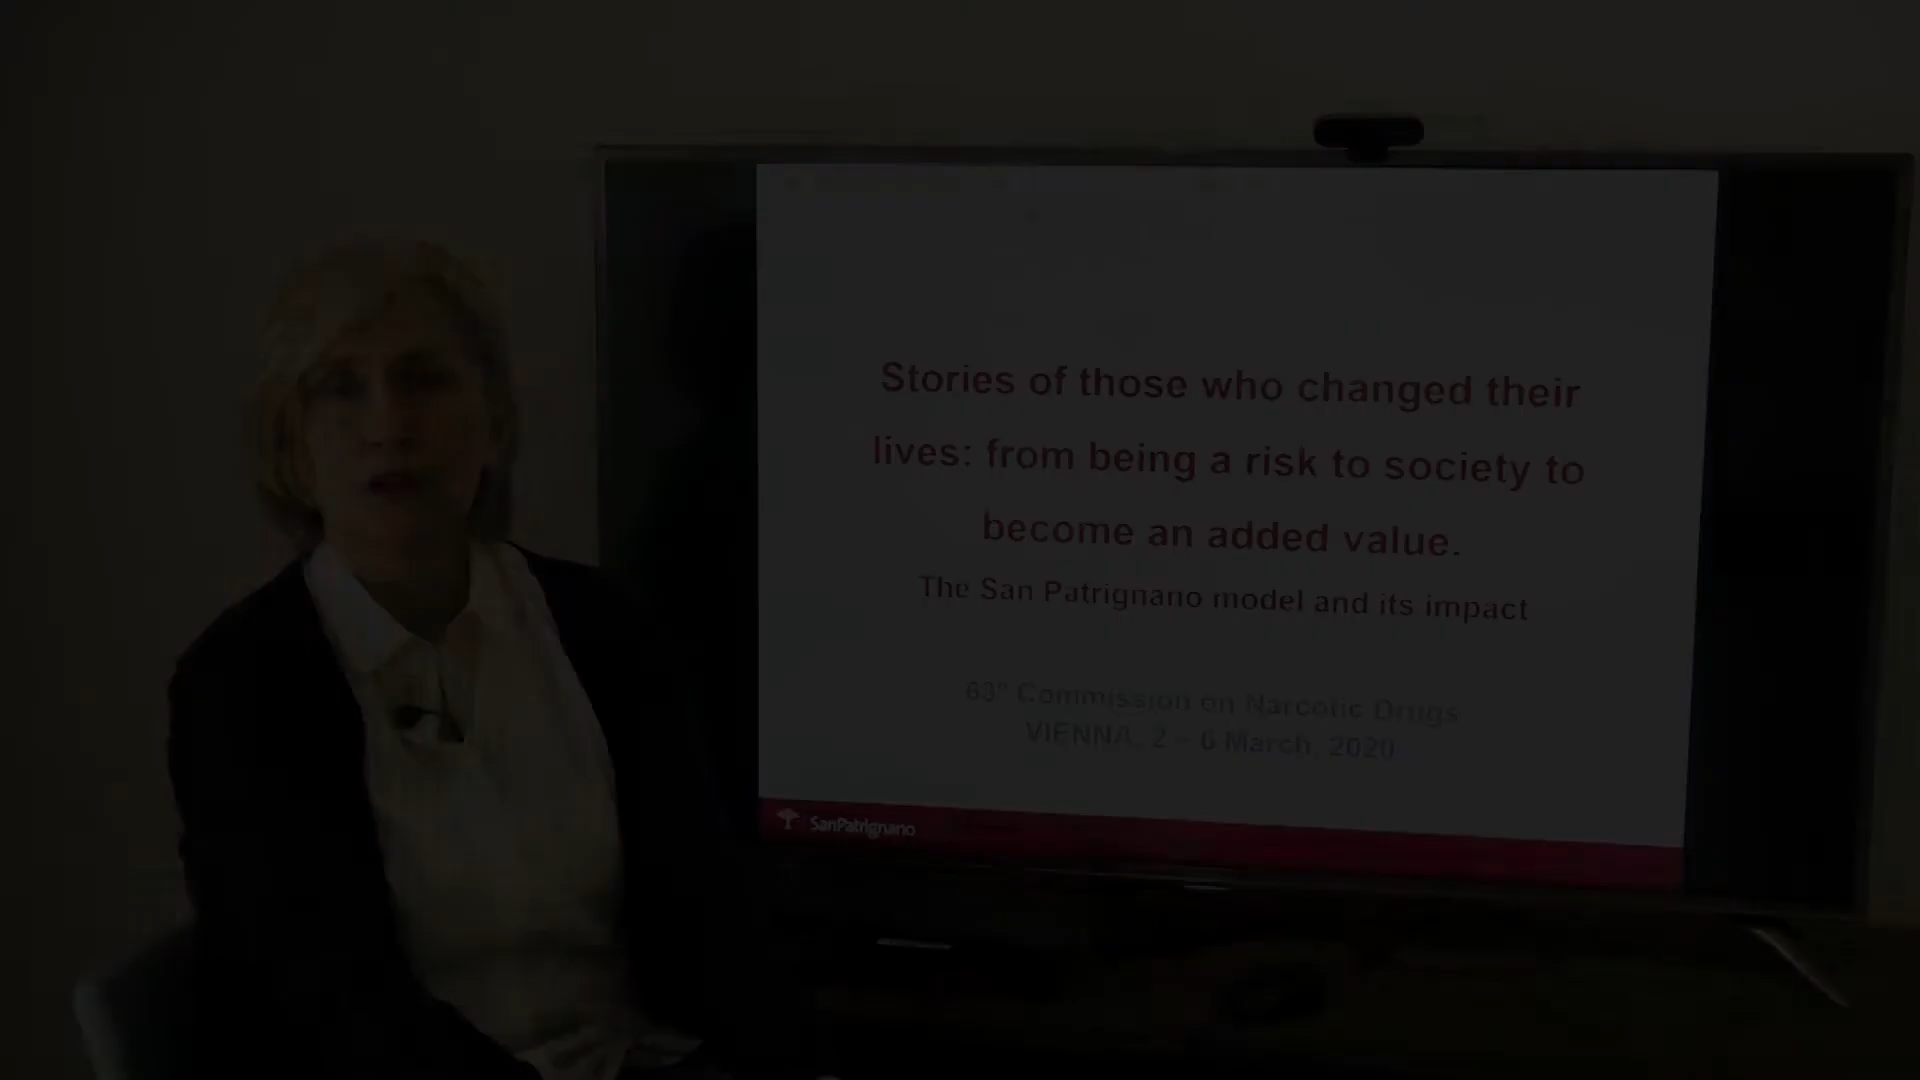 Stories of those who changed their
lives: from being a risk to society to
become an added value.
The San Patrignano model and its impact
63° Commission on Narcotic Drugs
VIENNA, 2 – 6 March, 2020
SanPatrignano